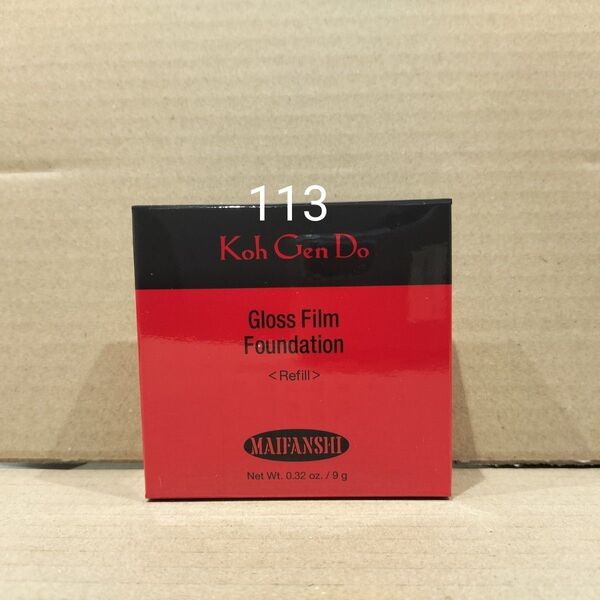 113
Koh Gen Do
Gloss Film
Foundation
<Refill>
MAIFANSHI
Net Wt. 0.32 oz. / 9 g